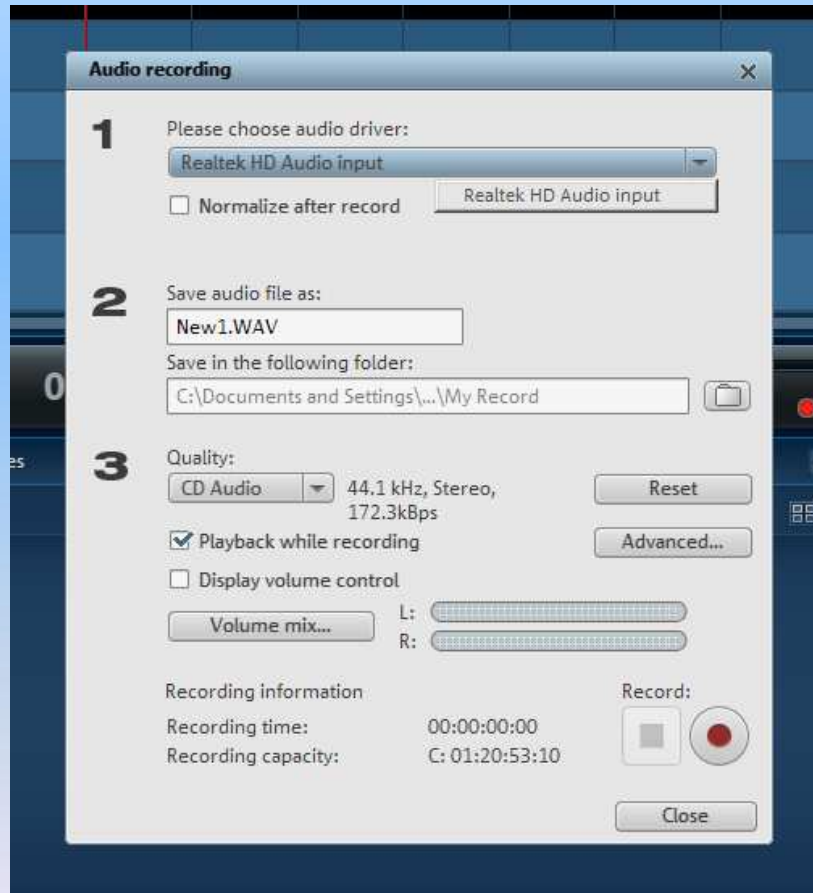 Audio recording
1
Please choose audio driver:
Realtek HD Audio input
Realtek HD Audio input
Normalize after record
2
Save audio file as:
New1.WAV
Save in the following folder:
C:\Documents and Settings\...\My Record
0
es
3
Quality:
CD Audio
44.1 kHz, Stereo,
172.3kBps
Reset
Playback while recording
Advanced...
Display volume control
Volume mix...
L:
R:
Recording information
Record:
Recording time:
00:00:00:00
Recording capacity:
C: 01:20:53:10
Close